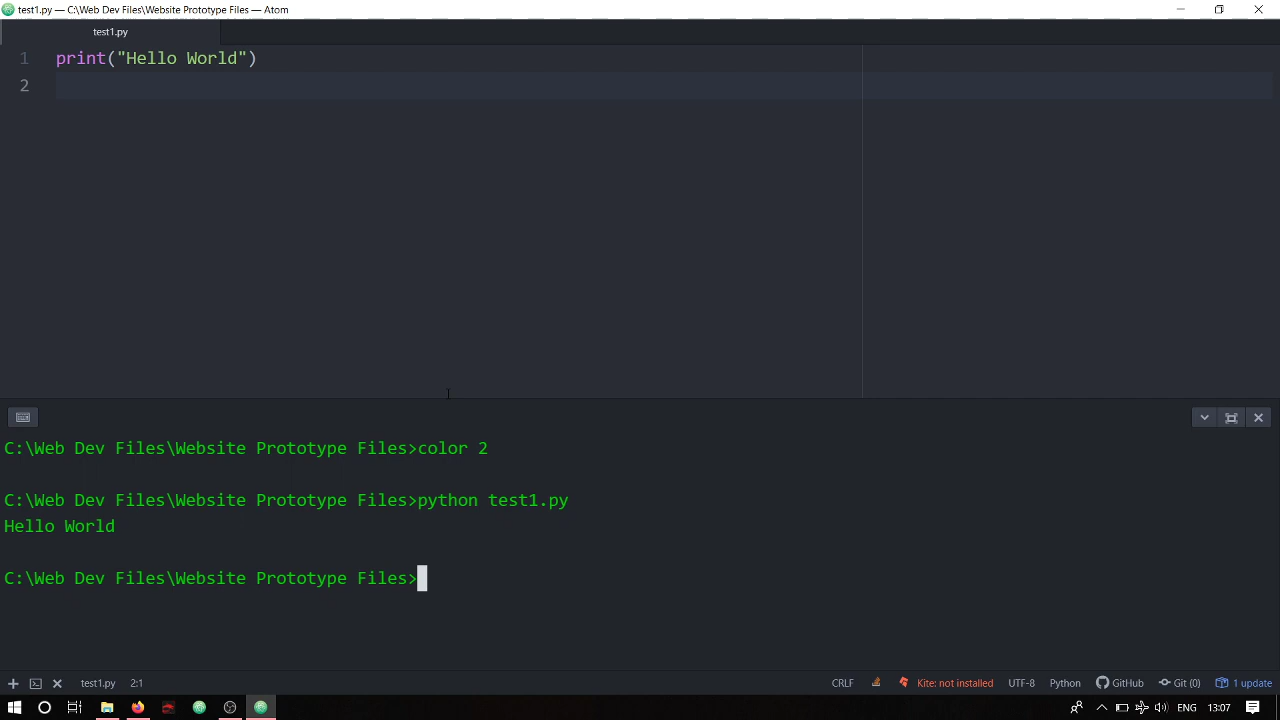 test1.py — C:\Web Dev Files\Website Prototype Files — Atom
test1.py
1 print("Hello World")
2
C:\Web Dev Files\Website Prototype Files>color 2
C:\Web Dev Files\Website Prototype Files>python test1.py
Hello World
C:\Web Dev Files\Website Prototype Files>
test1.py 2:1 CRLF Kite: not installed UTF-8 Python GitHub Git (0) 1 update
ENG 13:07